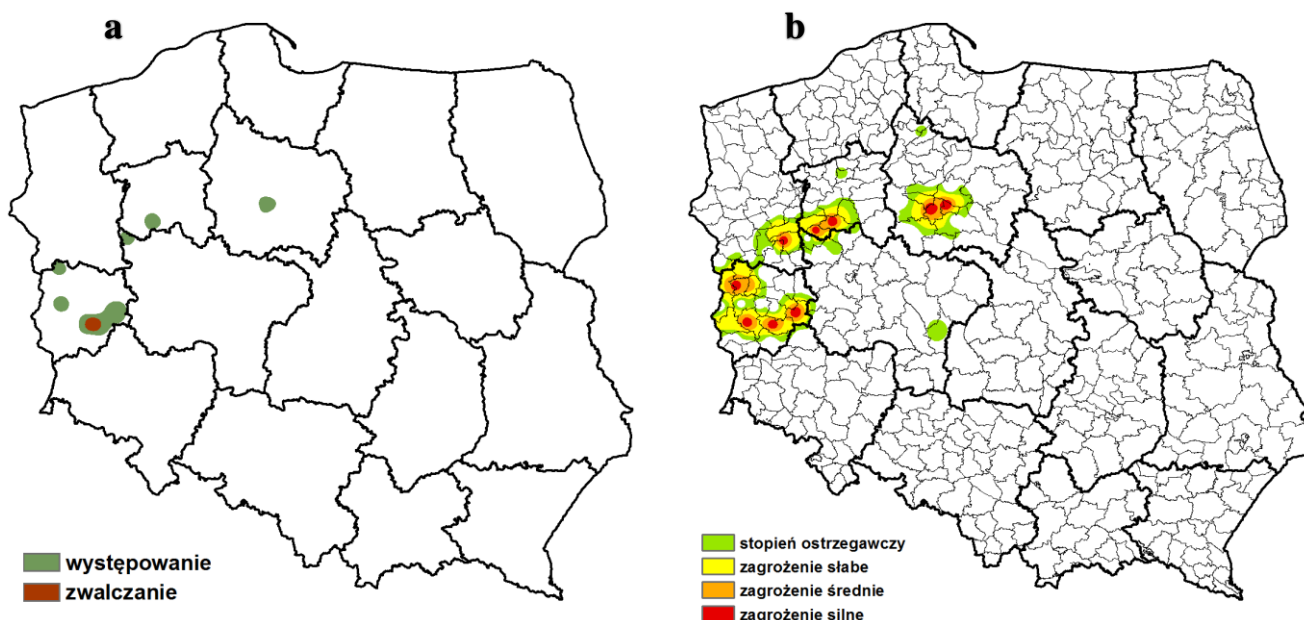 a
występowanie
zwalczanie
b
stopień ostrzegawczy
zagrożenie słabe
zagrożenie średnie
zagrożenie silne